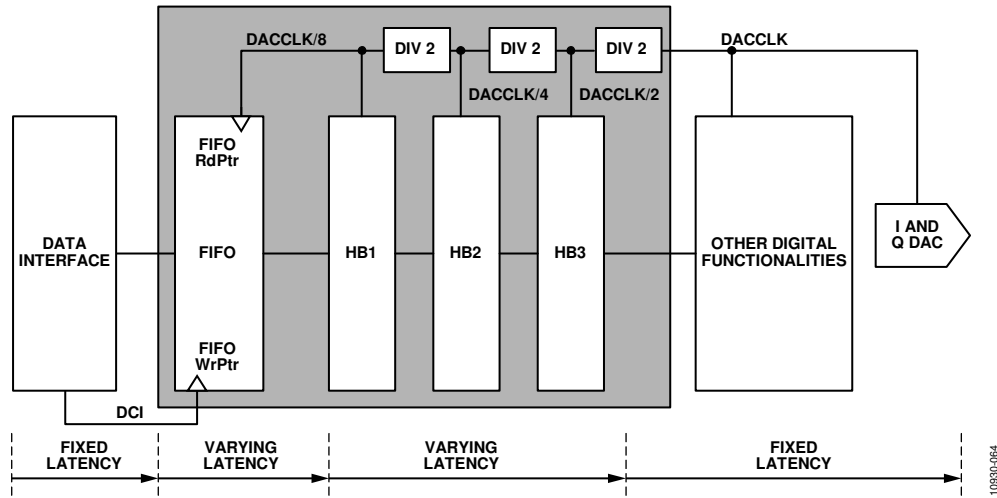 DACCLK/8
DIV 2
DIV 2
DIV 2
DACCLK
DACCLK/4
DACCLK/2
FIFO
RdPtr
DATA
INTERFACE
FIFO
HB1
HB2
HB3
OTHER DIGITAL
FUNCTIONALITIES
I AND
Q DAC
FIFO
WrPtr
DCI
FIXED
LATENCY
VARYING
LATENCY
VARYING
LATENCY
FIXED
LATENCY
10930-064